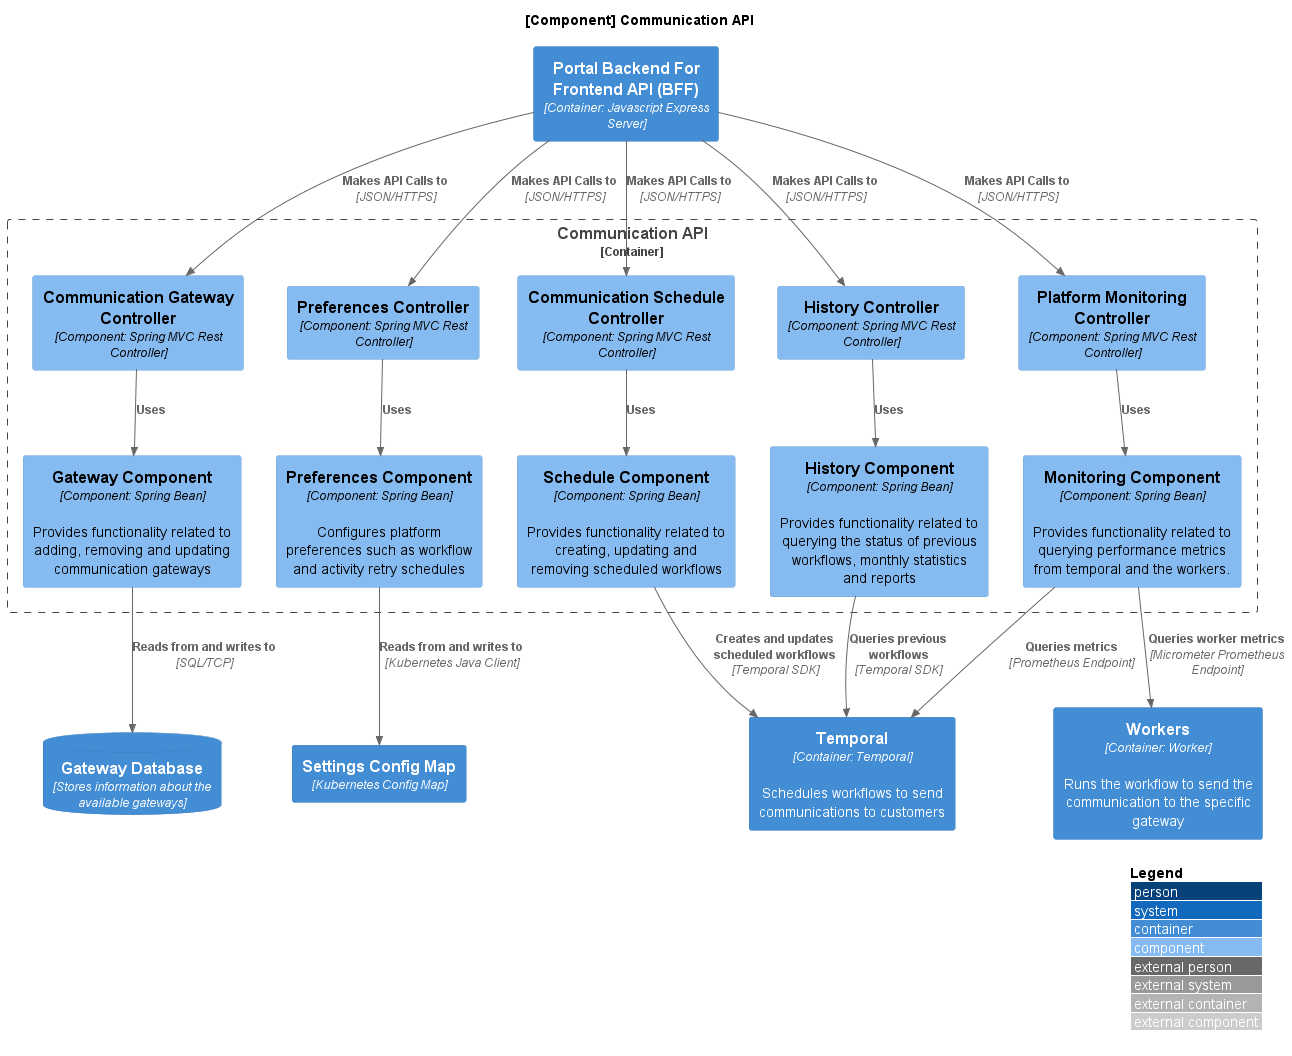 [Component] Communication API
Portal Backend For
Frontend API (BFF)
[Container: Javascript Express
Server]
Makes API Calls to
[JSON/HTTPS]
Makes API Calls to
[JSON/HTTPS]
Makes API Calls to
[JSON/HTTPS]
Makes API Calls to
[JSON/HTTPS]
Makes API Calls to
[JSON/HTTPS]
Communication API
[Container]
Communication Gateway
Controller
[Component: Spring MVC Rest
Controller]
Preferences Controller
[Component: Spring MVC Rest
Controller]
Communication Schedule
Controller
[Component: Spring MVC Rest
Controller]
History Controller
[Component: Spring MVC Rest
Controller]
Platform Monitoring
Controller
[Component: Spring MVC Rest
Controller]
Uses
Uses
Uses
Uses
Uses
Gateway Component
[Component: Spring Bean]
Provides functionality related to
adding, removing and updating
communication gateways
Preferences Component
[Component: Spring Bean]
Configures platform
preferences such as workflow
and activity retry schedules
Schedule Component
[Component: Spring Bean]
Provides functionality related to
creating, updating and
removing scheduled workflows
History Component
[Component: Spring Bean]
Provides functionality related to
querying the status of previous
workflows, monthly statistics
and reports
Monitoring Component
[Component: Spring Bean]
Provides functionality related to
querying performance metrics
from temporal and the workers.
Reads from and writes to
[SQL/TCP]
Reads from and writes to
[Kubernetes Java Client]
Creates and updates
scheduled workflows
[Temporal SDK]
Queries previous
workflows
[Temporal SDK]
Queries metrics
[Prometheus Endpoint]
Queries worker metrics
[Micrometer Prometheus
Endpoint]
Gateway Database
[Stores information about the
available gateways]
Settings Config Map
[Kubernetes Config Map]
Temporal
[Container: Temporal]
Schedules workflows to send
communications to customers
Workers
[Container: Worker]
Runs the workflow to send the
communication to the specific
gateway
Legend
person
system
container
component
external person
external system
external container
external component